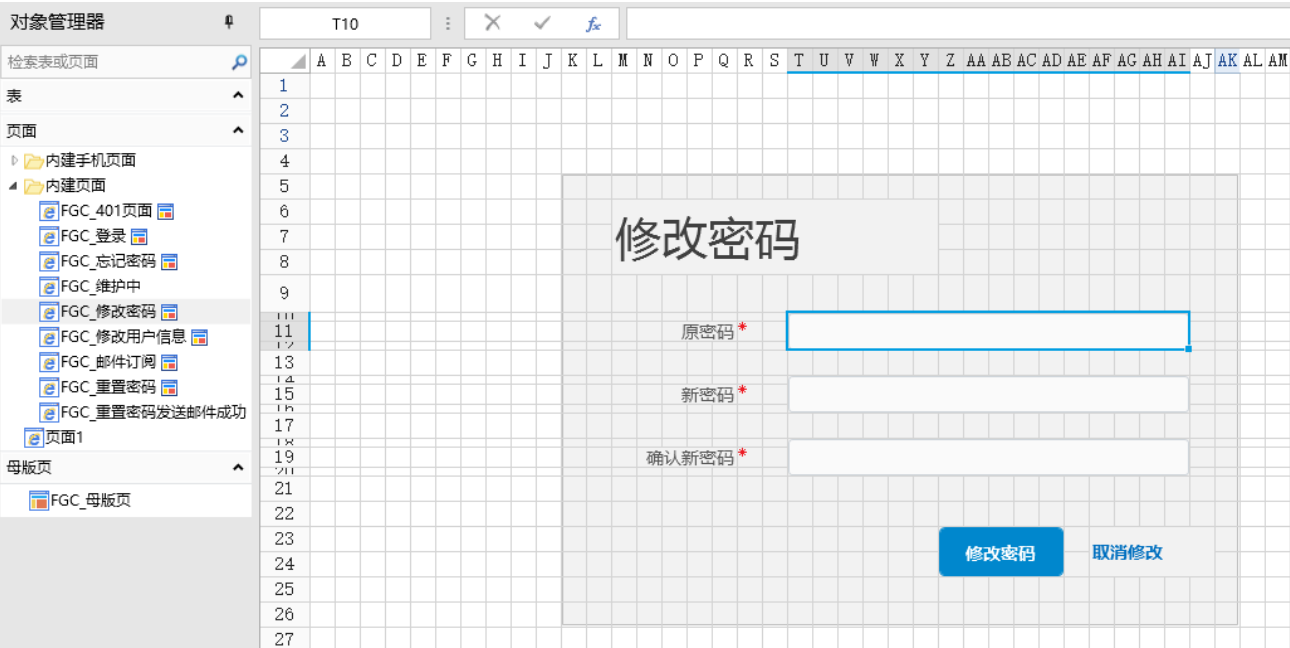 对象管理器
T10
fx
检索表或页面
A B C D E F G H I J K L M N O P Q R S T U V W X Y Z AA AB AC AD AE AF AG AH AI AJ AK AL AM
表
页面
内建手机页面
内建页面
FGC_401页面
FGC_登录
FGC_忘记密码
FGC_维护中
FGC_修改密码
FGC_修改用户信息
FGC_邮件订阅
FGC_重置密码
FGC_重置密码发送邮件成功
页面1
母版页
FGC_母版页
1
2
3
4
5
6
7
8
9
10
11
12
13
14
15
16
17
18
19
20
21
22
23
24
25
26
27
修改密码
原密码*
新密码*
确认新密码*
修改密码 取消修改